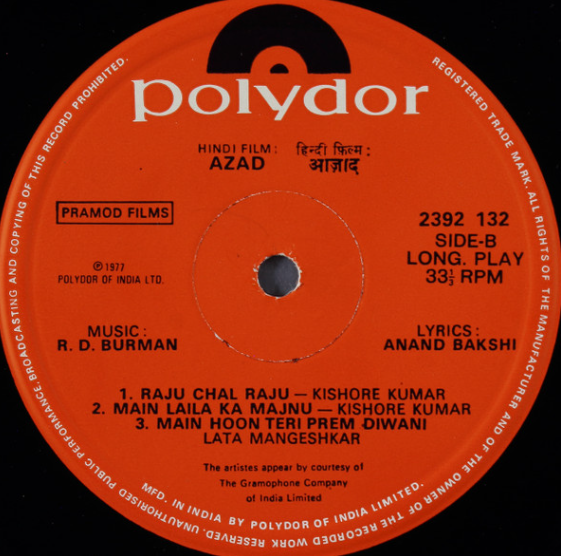 polydor
HINDI FILM: हिन्दी फ़िल्म :
AZAD आज़ाद
PRAMOD FILMS
℗ 1977
POLYDOR OF INDIA LTD.
2392 132
SIDE-B
LONG. PLAY
33⅓ RPM
MUSIC :
R. D. BURMAN
LYRICS :
ANAND BAKSHI
1. RAJU CHAL RAJU — KISHORE KUMAR
2. MAIN LAILA KA MAJNU — KISHORE KUMAR
3. MAIN HOON TERI PREM DIWANI
LATA MANGESHKAR
The artistes appear by courtesy of
The Gramophone Company
of India Limited
MFD. IN INDIA BY POLYDOR OF INDIA LIMITED.
REGISTERED TRADE MARK. ALL RIGHTS OF THE MANUFACTURER AND OF THE OWNER OF THE RECORDED WORK RESERVED. UNAUTHORISED PUBLIC PERFORMANCE. BROADCASTING AND COPYING OF THIS RECORD PROHIBITED.